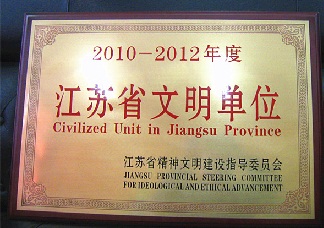 2010-2012年度
江苏省文明单位
Civilized Unit in Jiangsu Province
江苏省精神文明建设指导委员会
JIANGSU PROVINCIAL STEERING COMMITTEE
FOR IDEOLOGICAL AND ETHICAL ADVANCEMENT